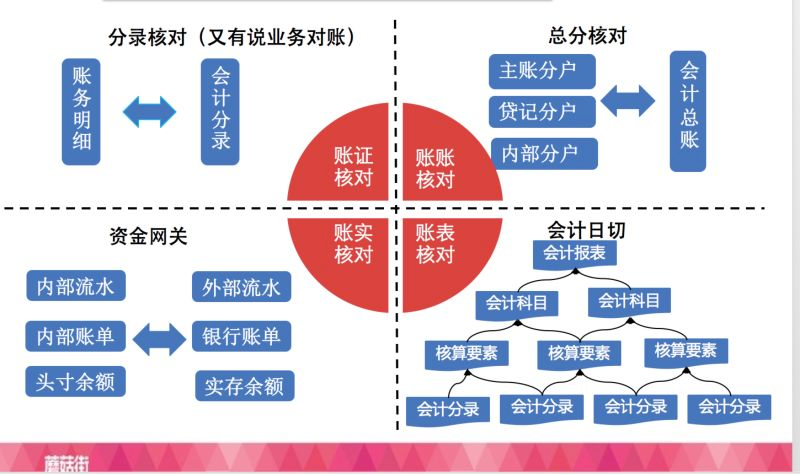 分录核对（又有说业务对账）
账务明细
会计分录
总分核对
主账分户
贷记分户
内部分户
会计总账
账证
核对
账账
核对
账实
核对
账表
核对
资金网关
内部流水
外部流水
内部账单
银行账单
头寸余额
实存余额
会计日切
会计报表
会计科目
会计科目
核算要素
核算要素
核算要素
会计分录
会计分录
会计分录
会计分录
蘑菇街